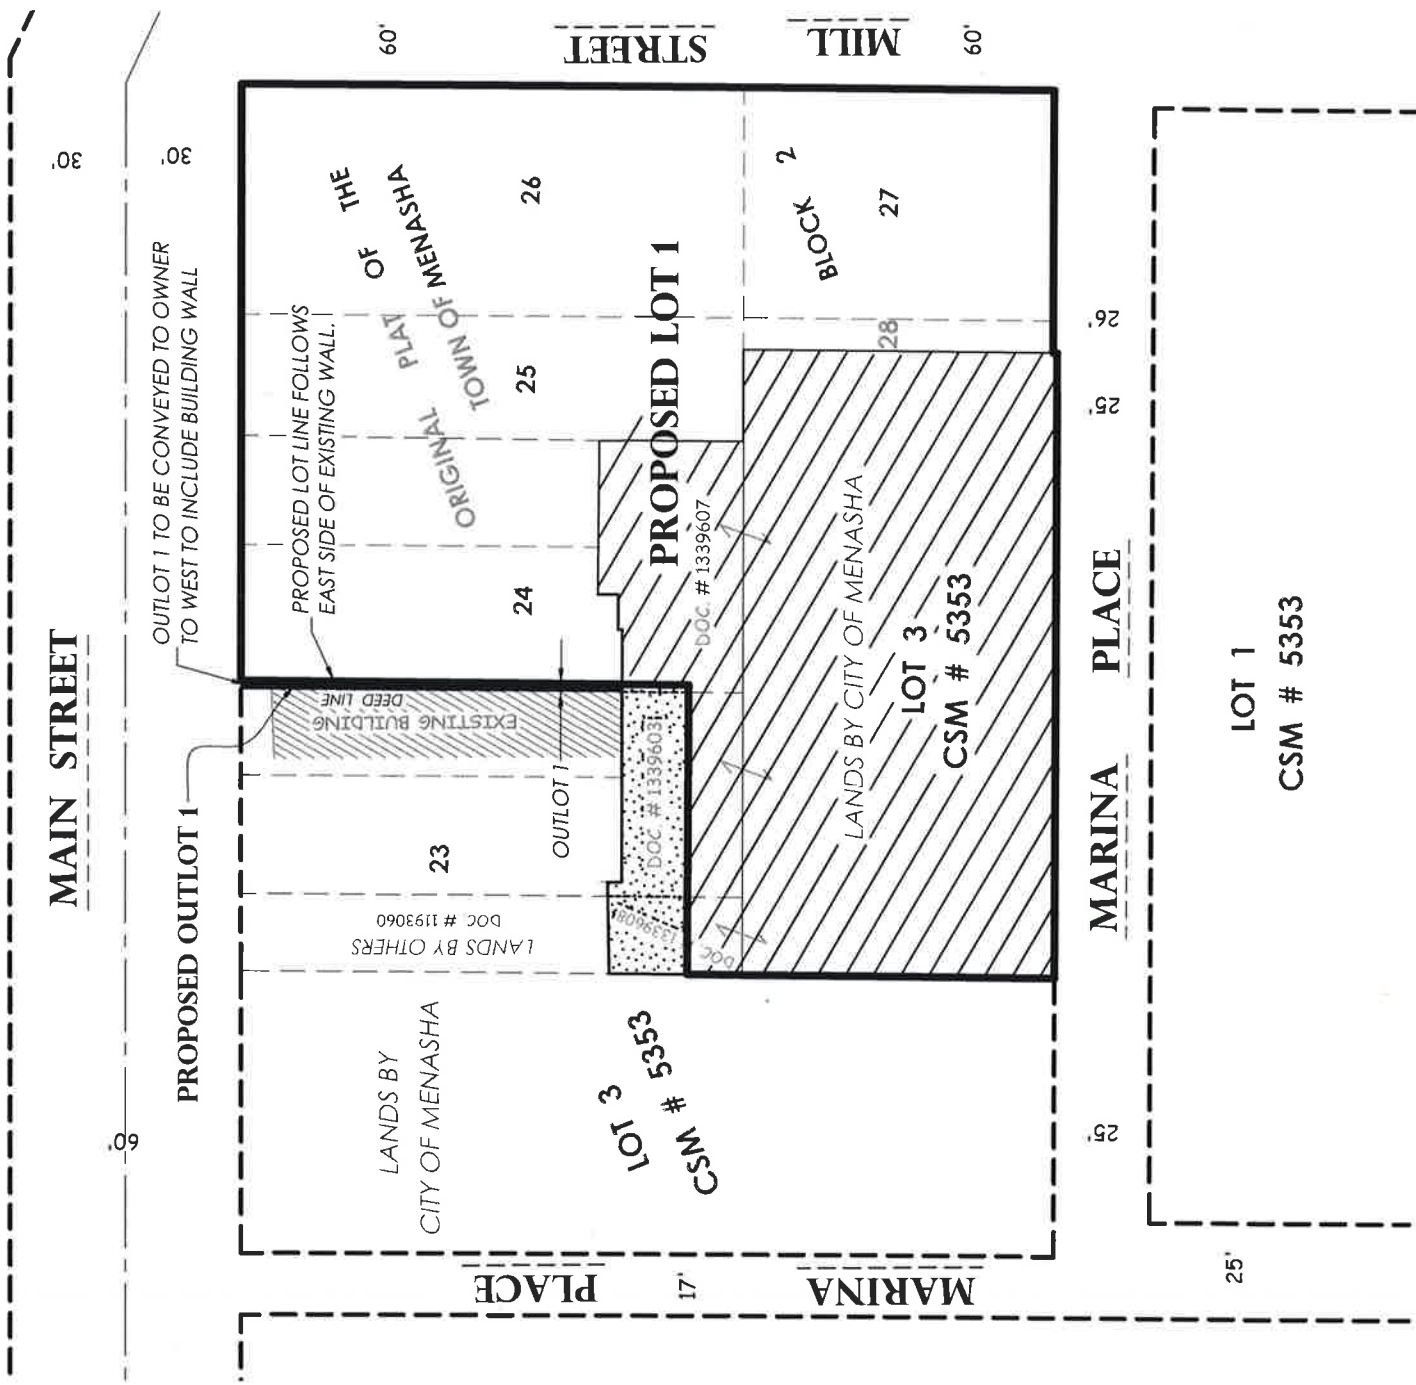 MAIN STREET
30'
30'
60'
60'
MILL
STREET
60'
OUTLOT 1 TO BE CONVEYED TO OWNER
TO WEST TO INCLUDE BUILDING WALL
PROPOSED LOT LINE FOLLOWS
EAST SIDE OF EXISTING WALL.
PROPOSED OUTLOT 1
ORIGINAL PLAT OF THE
TOWN OF MENASHA
26
25
24
23
BLOCK 2
27
28
PROPOSED LOT 1
DEED LINE
EXISTING BUILDING
OUTLOT 1
DOC. # 1339607
DOC. # 1339603
DOC 1339608
LANDS BY OTHERS
DOC. # 1193060
LANDS BY CITY OF MENASHA
LOT 3
CSM # 5353
LANDS BY
CITY OF MENASHA
LOT 3
CSM # 5353
26'
25'
25'
MARINA PLACE
MARINA
PLACE
17'
25'
LOT 1
CSM # 5353